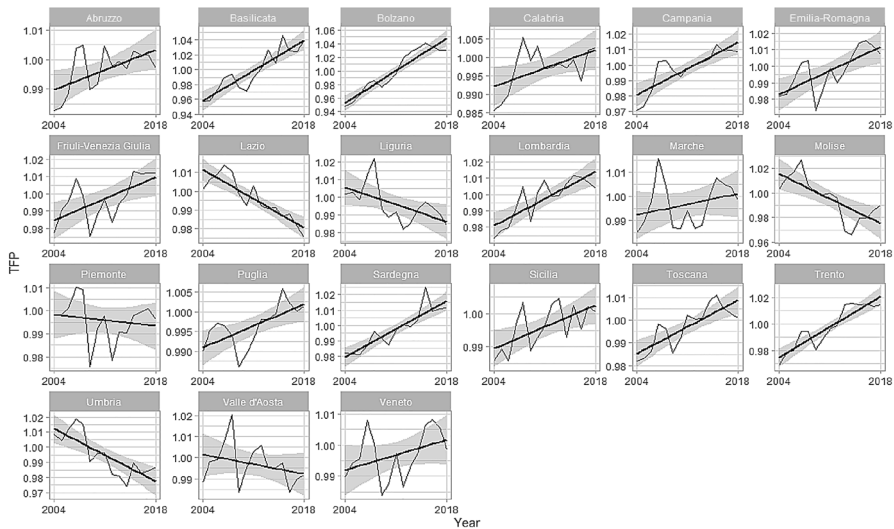 Abruzzo Basilicata Bolzano Calabria Campania Emilia-Romagna
1.00 0.99
1.04 1.02 1.00 0.98 0.96 0.94
1.06 1.04 1.02 1.00 0.98 0.96 0.94
1.005 1.000 0.995 0.990 0.985
1.02 1.01 1.00 0.99 0.98 0.97
1.02 1.01 1.00 0.99 0.98 0.97
2004 2018 2004 2018 2004 2018 2004 2018 2004 2018 2004 2018
Friuli-Venezia Giulia Lazio Liguria Lombardia Marche Molise
1.02 1.01 1.00 0.99 0.98
1.01 1.00 0.99 0.98
1.02 1.01 1.00 0.99 0.98
1.02 1.01 1.00 0.99 0.98
1.01 1.00 0.99
1.02 1.00 0.98 0.96
2004 2018 2004 2018 2004 2018 2004 2018 2004 2018 2004 2018
TFP
Piemonte Puglia Sardegna Sicilia Toscana Trento
1.01 1.00 0.99 0.98
1.005 1.000 0.995 0.990
1.02 1.01 1.00 0.99 0.98
1.00 0.99
1.01 1.00 0.99 0.98
1.02 1.00 0.98
2004 2018 2004 2018 2004 2018 2004 2018 2004 2018 2004 2018
Umbria Valle d'Aosta Veneto
1.02 1.01 1.00 0.99 0.98 0.97
1.02 1.01 1.00 0.99
1.01 1.00 0.99
2004 2018 2004 2018 2004 2018
Year